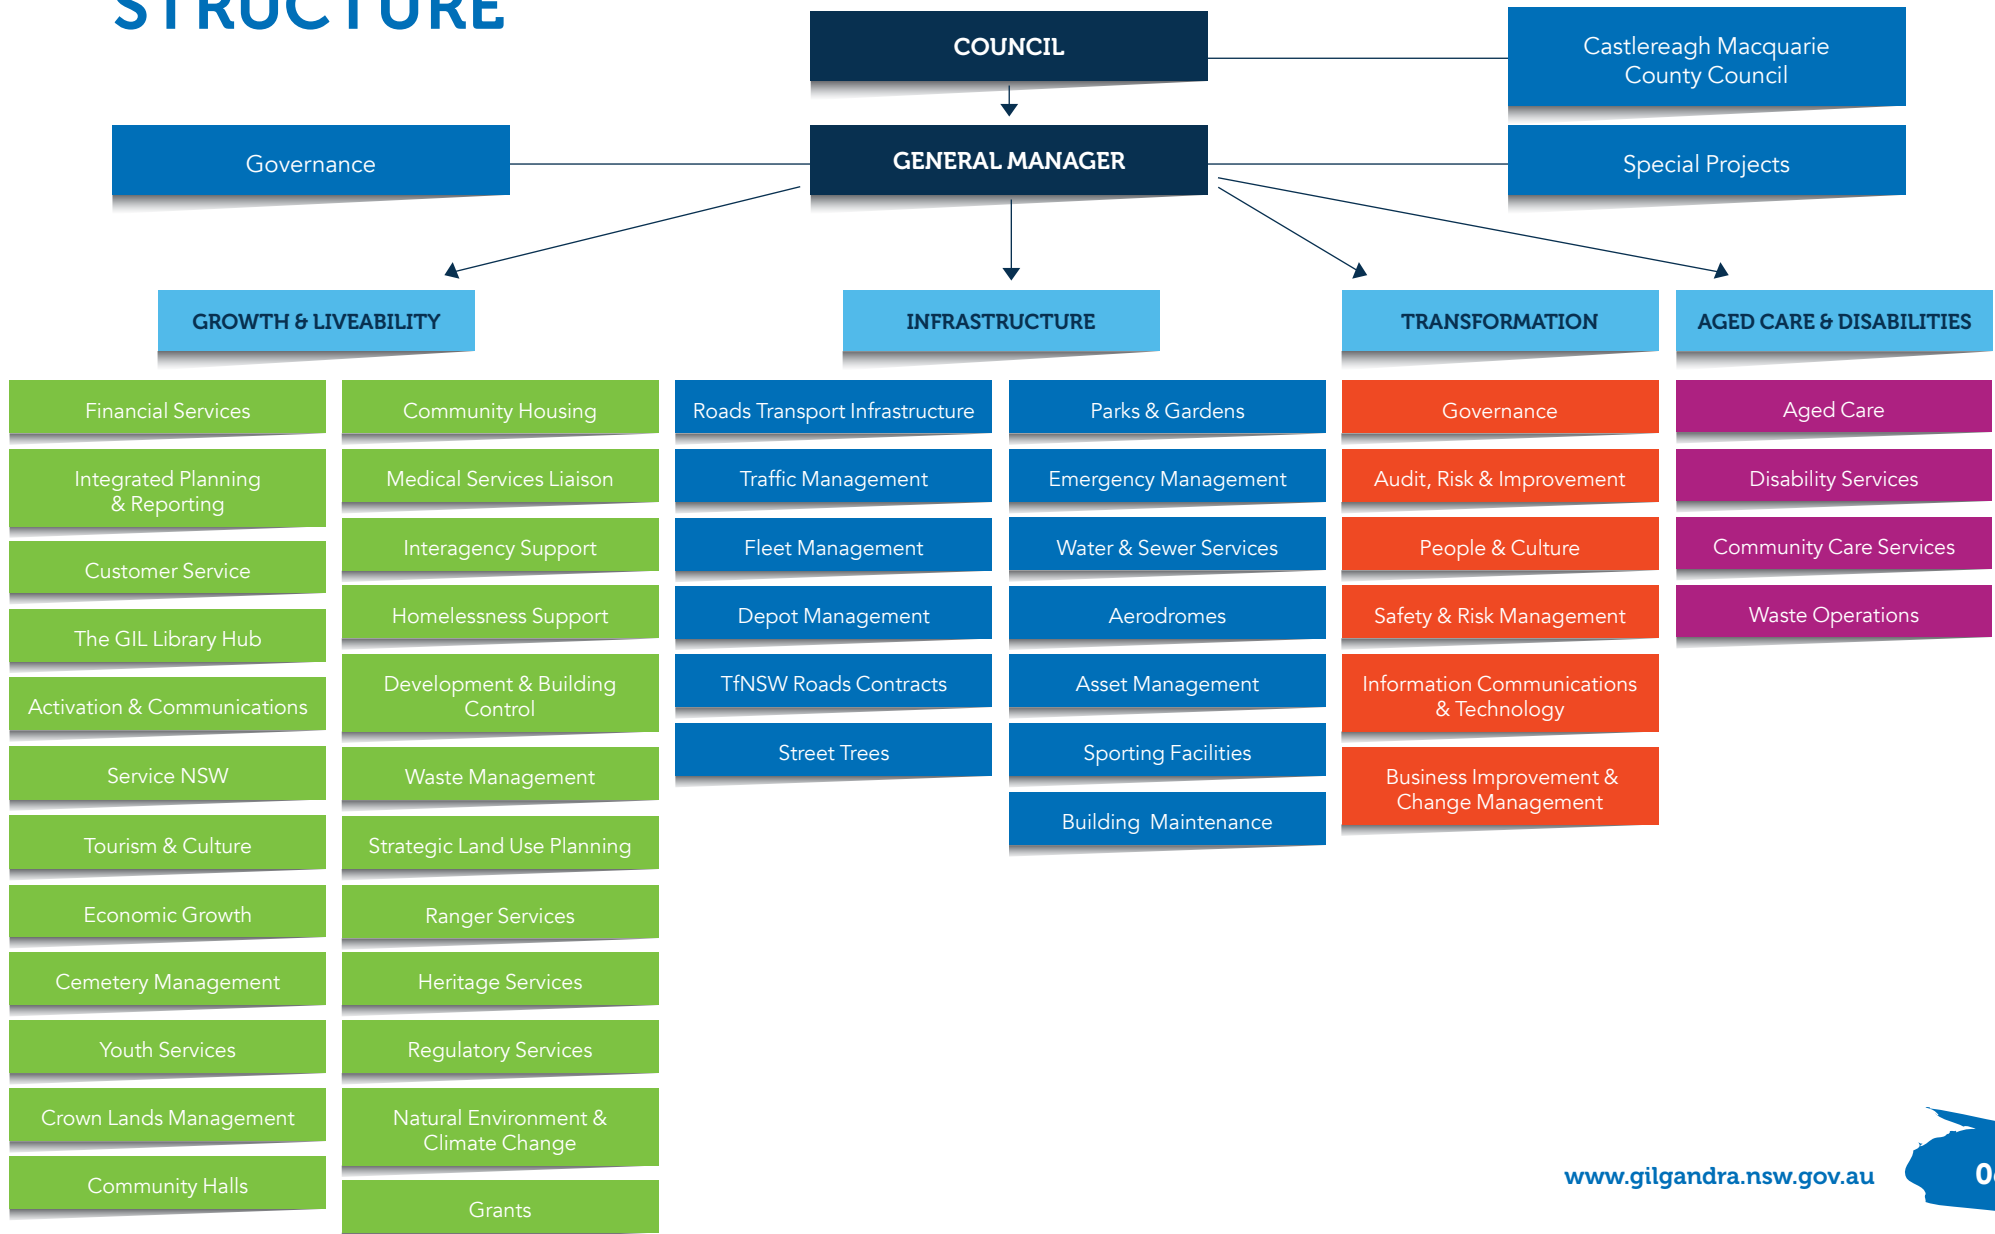 STRUCTURE
COUNCIL
Castlereagh Macquarie
County Council
Governance
GENERAL MANAGER
Special Projects
GROWTH & LIVEABILITY
INFRASTRUCTURE
TRANSFORMATION
AGED CARE & DISABILITIES
Financial Services
Integrated Planning
& Reporting
Customer Service
The GIL Library Hub
Activation & Communications
Service NSW
Tourism & Culture
Economic Growth
Cemetery Management
Youth Services
Crown Lands Management
Community Halls
Community Housing
Medical Services Liaison
Interagency Support
Homelessness Support
Development & Building
Control
Waste Management
Strategic Land Use Planning
Ranger Services
Heritage Services
Regulatory Services
Natural Environment &
Climate Change
Grants
Roads Transport Infrastructure
Traffic Management
Fleet Management
Depot Management
TfNSW Roads Contracts
Street Trees
Parks & Gardens
Emergency Management
Water & Sewer Services
Aerodromes
Asset Management
Sporting Facilities
Building Maintenance
Governance
Audit, Risk & Improvement
People & Culture
Safety & Risk Management
Information Communications
& Technology
Business Improvement &
Change Management
Aged Care
Disability Services
Community Care Services
Waste Operations
www.gilgandra.nsw.gov.au